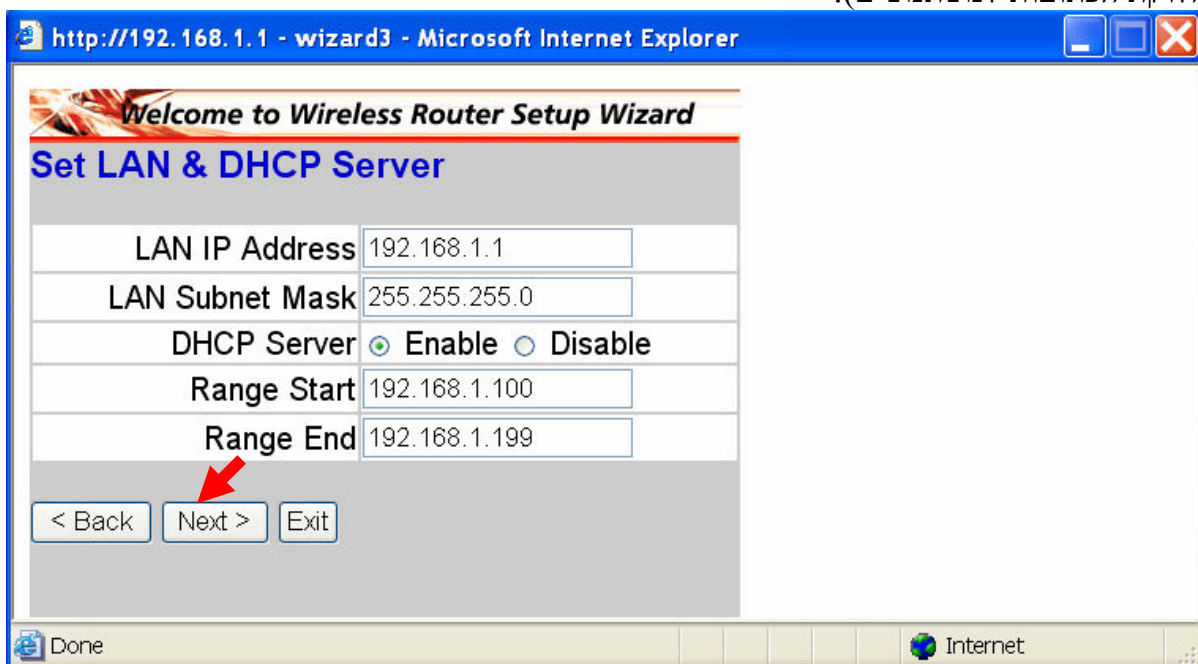 http://192.168.1.1 - wizard3 - Microsoft Internet Explorer
Welcome to Wireless Router Setup Wizard
Set LAN & DHCP Server
LAN IP Address 192.168.1.1
LAN Subnet Mask 255.255.255.0
DHCP Server Enable Disable
Range Start 192.168.1.100
Range End 192.168.1.199
< Back Next > Exit
Done Internet